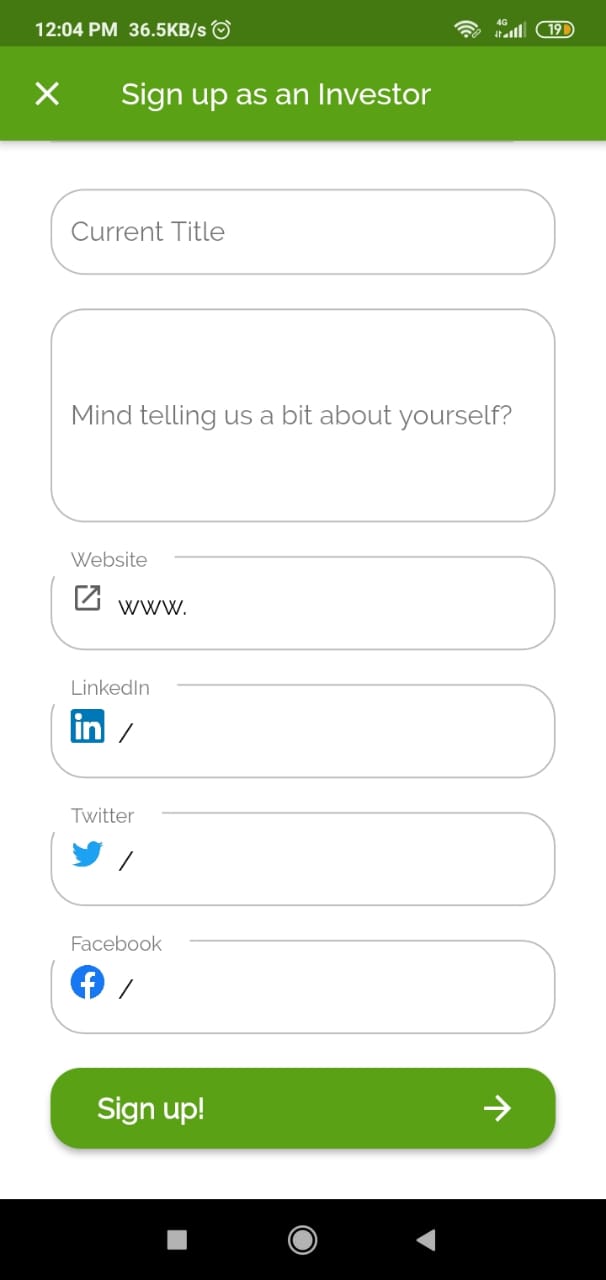 12:04 PM 36.5KB/s 4G 19
Sign up as an Investor
Current Title
Mind telling us a bit about yourself?
Website
www.
LinkedIn
in /
Twitter
/
Facebook
f /
Sign up!